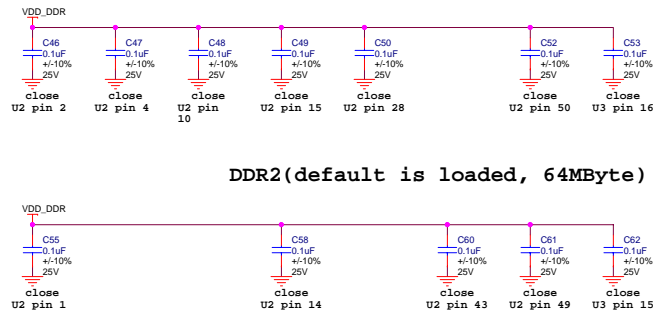 VDD_DDR
C46
0.1uF
+/-10%
25V
close
U2 pin 2
C47
0.1uF
+/-10%
25V
close
U2 pin 4
C48
0.1uF
+/-10%
25V
close
U2 pin
10
C49
0.1uF
+/-10%
25V
close
U2 pin 15
C50
0.1uF
+/-10%
25V
close
U2 pin 28
C52
0.1uF
+/-10%
25V
close
U2 pin 50
C53
0.1uF
+/-10%
25V
close
U3 pin 16
DDR2(default is loaded, 64MByte)
VDD_DDR
C55
0.1uF
+/-10%
25V
close
U2 pin 1
C58
0.1uF
+/-10%
25V
close
U2 pin 14
C60
0.1uF
+/-10%
25V
close
U2 pin 43
C61
0.1uF
+/-10%
25V
close
U2 pin 49
C62
0.1uF
+/-10%
25V
close
U3 pin 15